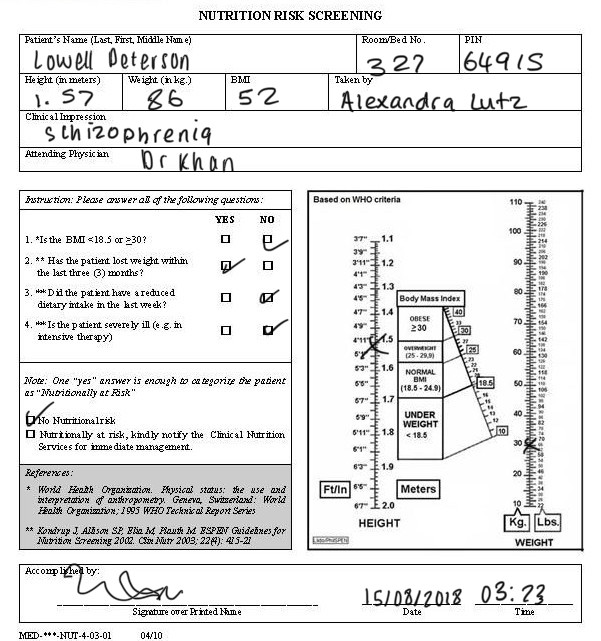 NUTRITION RISK SCREENING
Patient's Name (Last, First, Middle Name)
Room/Bed No.
PIN
Lowell Peterson
327
64915
Height (in meters)
Weight (in kg.)
BMI
Taken by
1.57
86
52
Alexandra Lutz
Clinical Impression
schizophrenia
Attending Physician
Dr Khan
Instruction: Please answer all of the following questions:
YES NO
1. *Is the BMI <18.5 or ≥30?
2. ** Has the patient lost weight within
the last three (3) months?
3. **Did the patient have a reduced
dietary intake in the last week?
4. **Is the patient severely ill (e.g. in
intensive therapy)
Note: One "yes" answer is enough to categorize the patient
as "Nutritionally at Risk"
No Nutritional risk
Nutritionally at risk, kindly notify the Clinical Nutrition
Services for immediate management.
References:
* World Health Organization. Physical status: the use and
interpretation of anthropometry. Geneva, Switzerland: World
Health Organization; 1995 WHO Technical Report Series
** Kondrup J, Allison SP, Elia M, Plauth M. ESPEN Guidelines for
Nutrition Screening 2002. Clin Nutr 2003; 22(4): 415-21
Based on WHO criteria
3'7" 1.1
3'9"
3'11" 1.2
4'1"
4'3" 1.3
4'5"
4'7" 1.4
4'9"
4'11" 1.5
5'1"
5'3" 1.6
5'5"
5'7" 1.7
5'9"
5'11" 1.8
6'1"
6'3" 1.9
6'5"
6'7" 2.0
Ft/In
Meters
HEIGHT
Body Mass Index
OBESE
≥30
OVERWEIGHT
(25 - 29,9)
NORMAL
BMI
(18.5 - 24.9)
UNDER
WEIGHT
< 18.5
40
30
25
18.5
10
110
100
90
80
70
60
50
40
30
20
10
Kg.
Lbs.
WEIGHT
Accomplished by:
Signature over Printed Name
15/08/2018
Date
03:23
Time
MED-***-NUT-4-03-01
04/10